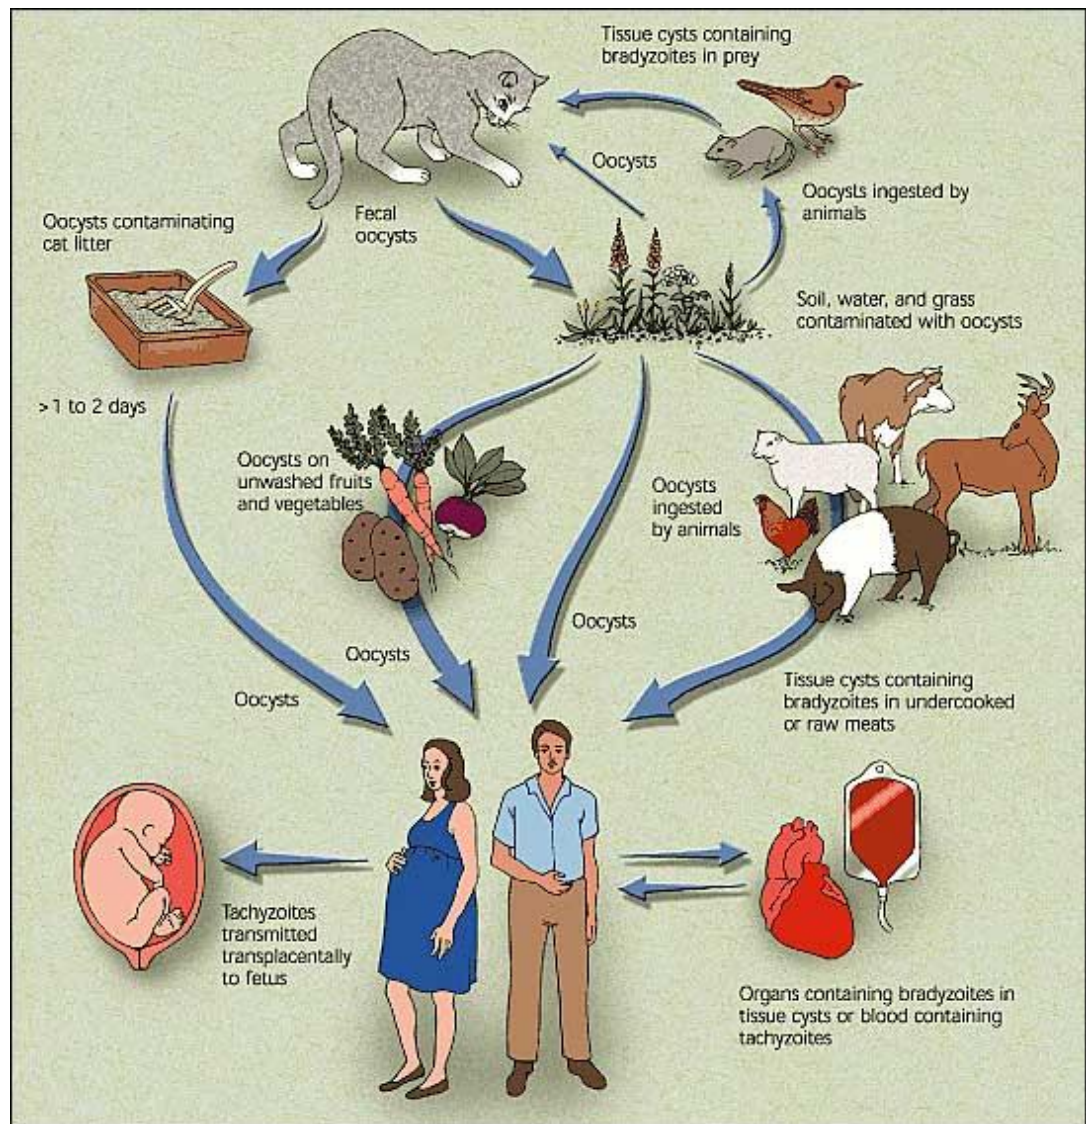 Tissue cysts containing
bradyzoites in prey
Oocysts
Oocysts ingested by
animals
Oocysts contaminating
cat litter
Fecal
oocysts
Soil, water, and grass
contaminated with oocysts
>1 to 2 days
Oocysts on
unwashed fruits
and vegetables
Oocysts
ingested
by animals
Oocysts
Oocysts
Oocysts
Tissue cysts containing
bradyzoites in undercooked
or raw meats
Tachyzoites
transmitted
transplacentally
to fetus
Organs containing bradyzoites in
tissue cysts or blood containing
tachyzoites